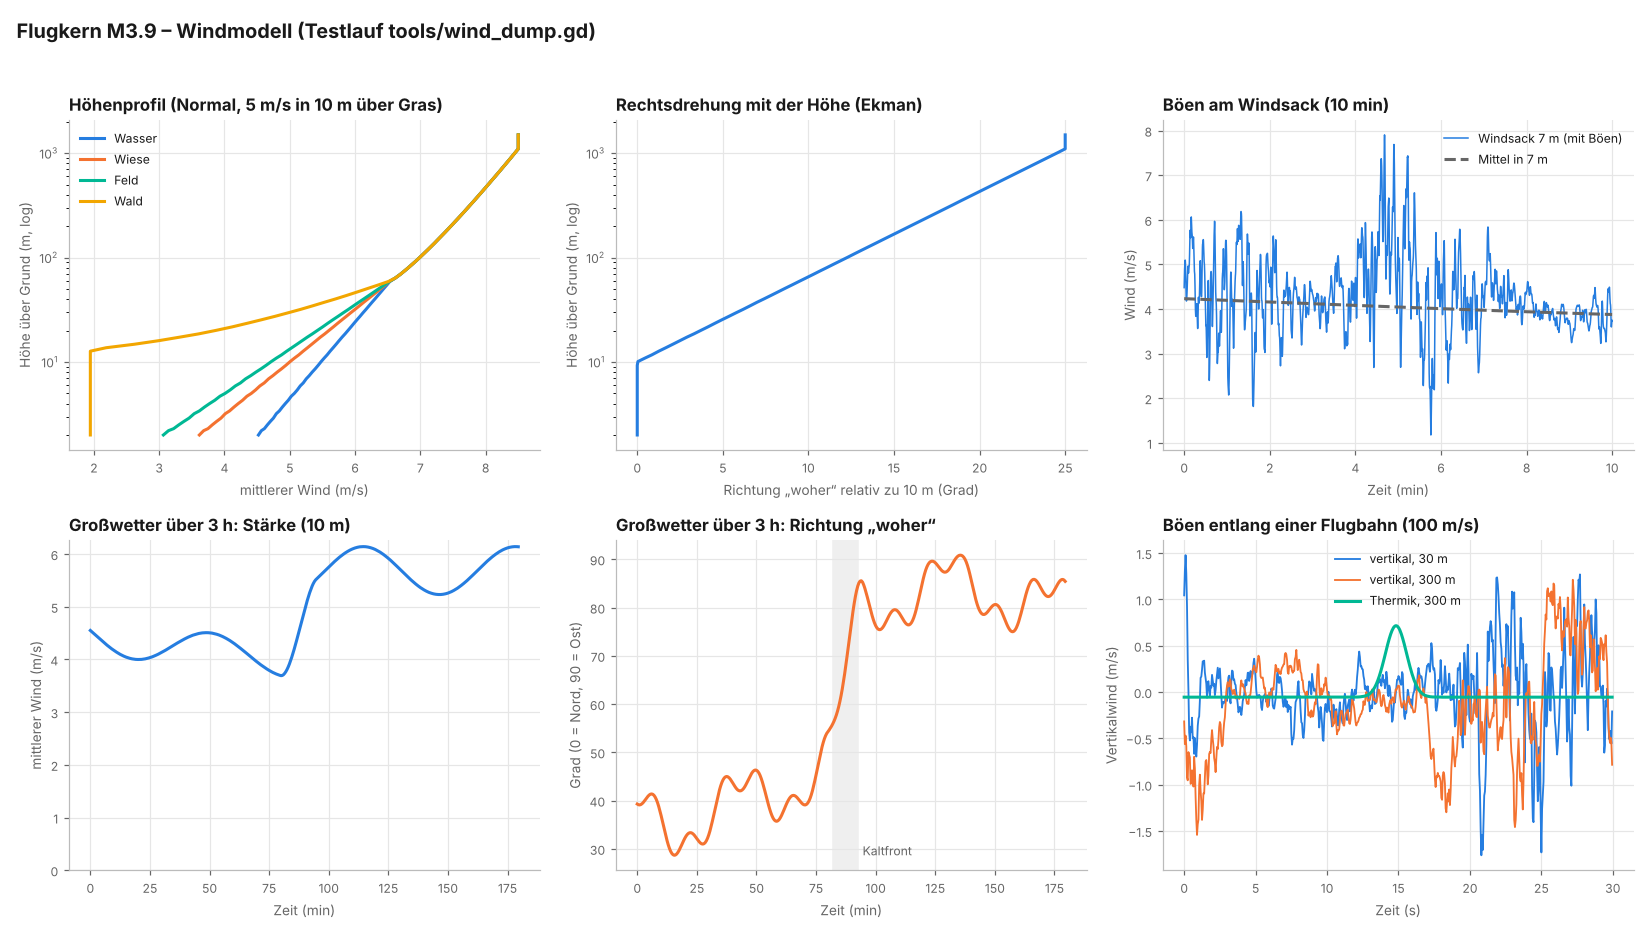 Flugkern M3.9 – Windmodell (Testlauf tools/wind_dump.gd)
Höhenprofil (Normal, 5 m/s in 10 m über Gras)
Wasser
Wiese
Feld
Wald
Höhe über Grund (m, log)
10³
10²
10¹
2 3 4 5 6 7 8
mittlerer Wind (m/s)
Rechtsdrehung mit der Höhe (Ekman)
Höhe über Grund (m, log)
10³
10²
10¹
0 5 10 15 20 25
Richtung „woher“ relativ zu 10 m (Grad)
Böen am Windsack (10 min)
Windsack 7 m (mit Böen)
Mittel in 7 m
Wind (m/s)
8
7
6
5
4
3
2
1
0 2 4 6 8 10
Zeit (min)
Großwetter über 3 h: Stärke (10 m)
mittlerer Wind (m/s)
6
5
4
3
2
1
0
0 25 50 75 100 125 150 175
Zeit (min)
Großwetter über 3 h: Richtung „woher“
Grad (0 = Nord, 90 = Ost)
90
80
70
60
50
40
30
Kaltfront
0 25 50 75 100 125 150 175
Zeit (min)
Böen entlang einer Flugbahn (100 m/s)
vertikal, 30 m
vertikal, 300 m
Thermik, 300 m
Vertikalwind (m/s)
1.5
1.0
0.5
0.0
−0.5
−1.0
−1.5
0 5 10 15 20 25 30
Zeit (s)